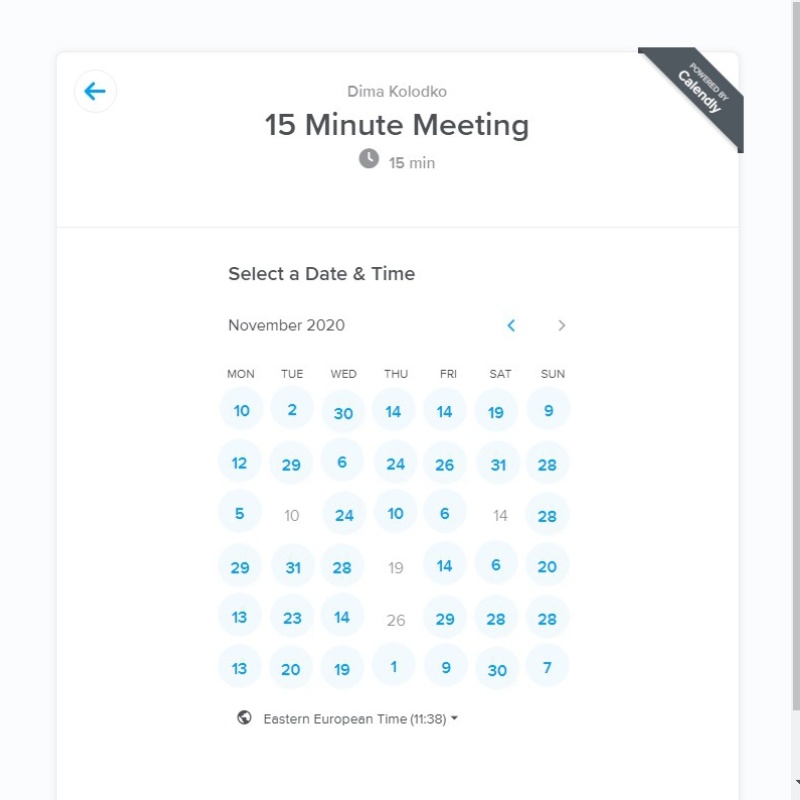 Dima Kolodko
POWERED BY
Calendly
15 Minute Meeting
15 min
Select a Date & Time
November 2020
MON TUE WED THU FRI SAT SUN
10 2 30 14 14 19 9
12 29 6 24 26 31 28
5 10 24 10 6 14 28
29 31 28 19 14 6 20
13 23 14 26 29 28 28
13 20 19 1 9 30 7
Eastern European Time (11:38)